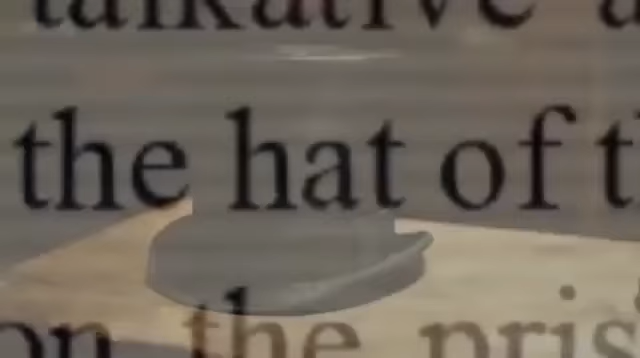 talkative a
the hat of t
on the pris